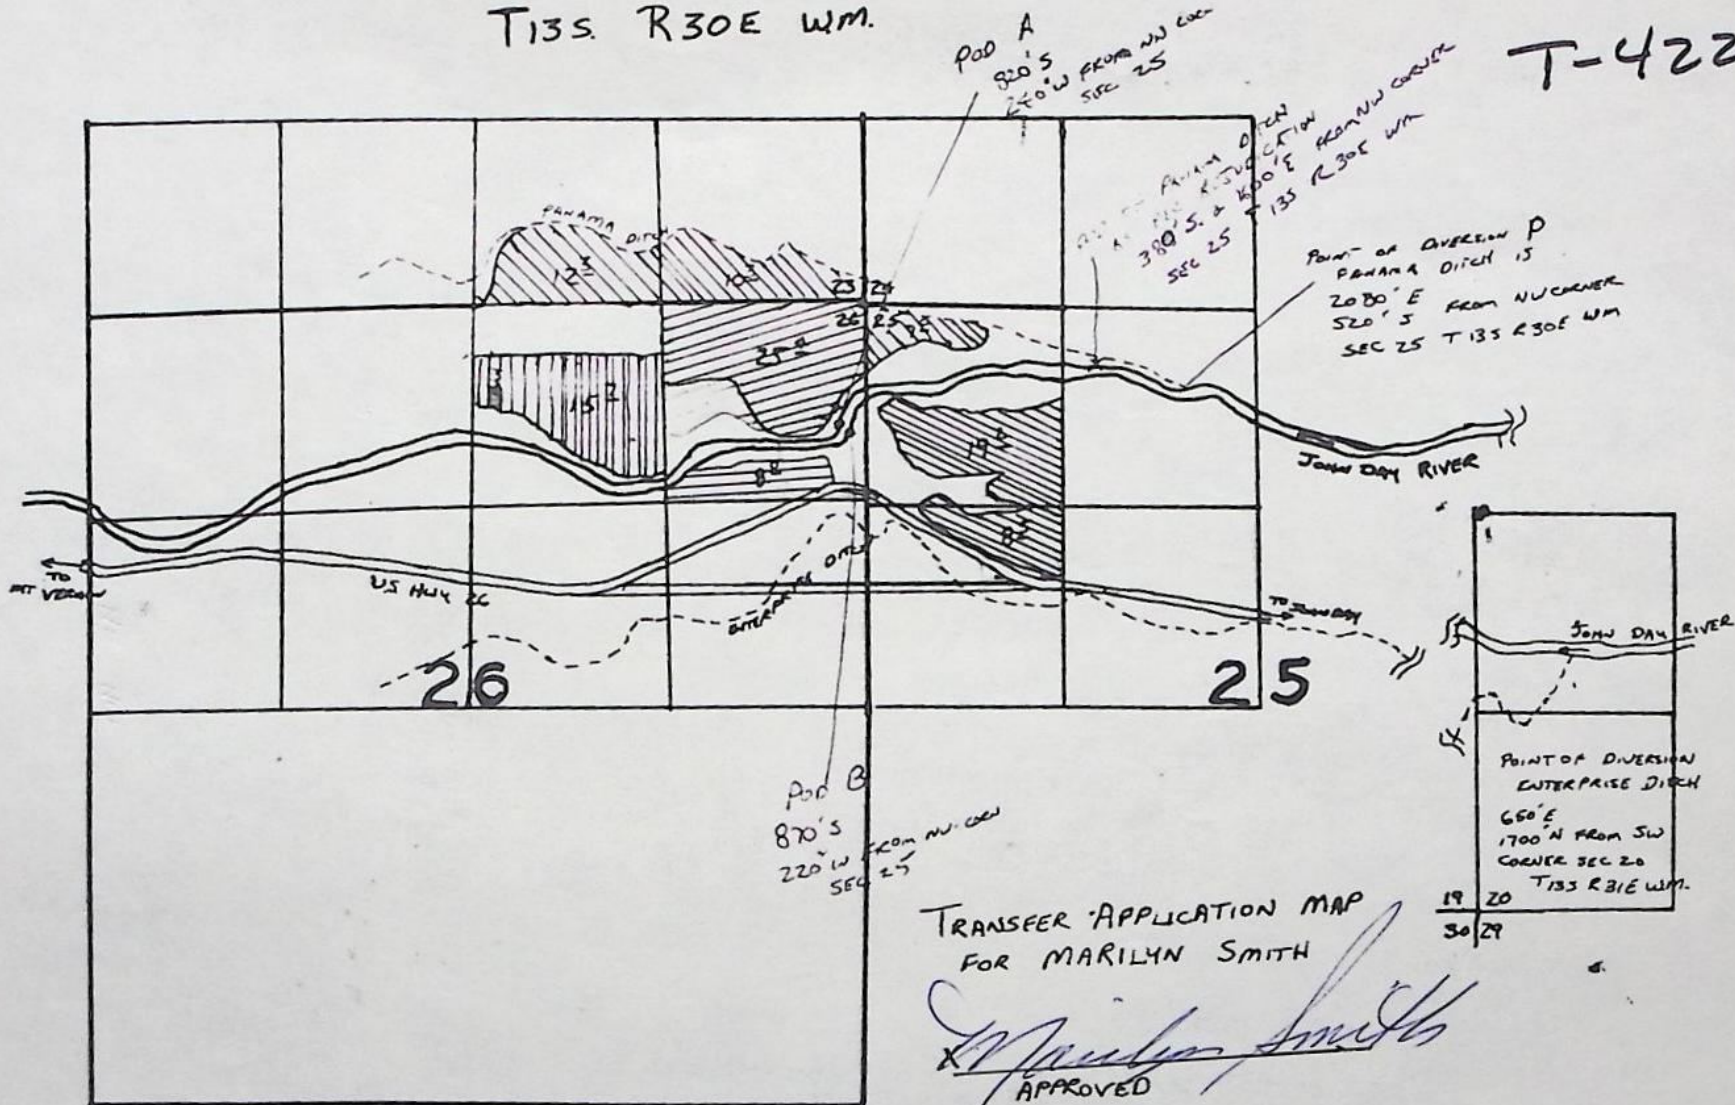 T13S. R30E W.M.
T-422
POD A
820'S
FROM NW COR
SEC 25
PANAMA DITCH
380'S. & 1600'E FROM NW CORNER
SEC 25 T13S R30E WM
POINT OF DIVERSION P
PANAMA DITCH IS
2080'E
520'S FROM NW CORNER
SEC 25 T13S R30E WM
PANAMA DITCH
23 24
26 25
JOHN DAY RIVER
TO
MT VERNON
US HWY 26
ENTERPRISE DITCH
TO JOHN DAY
26
25
JOHN DAY RIVER
POINT OF DIVERSION
ENTERPRISE DITCH
650'E
1700'N FROM SW
CORNER SEC 20
T13S R31E W.M.
19 20
30 29
POD B
870'S
220'W FROM NW COR
SEC 25
TRANSFER APPLICATION MAP
FOR MARILYN SMITH
X Marilyn Smith
APPROVED